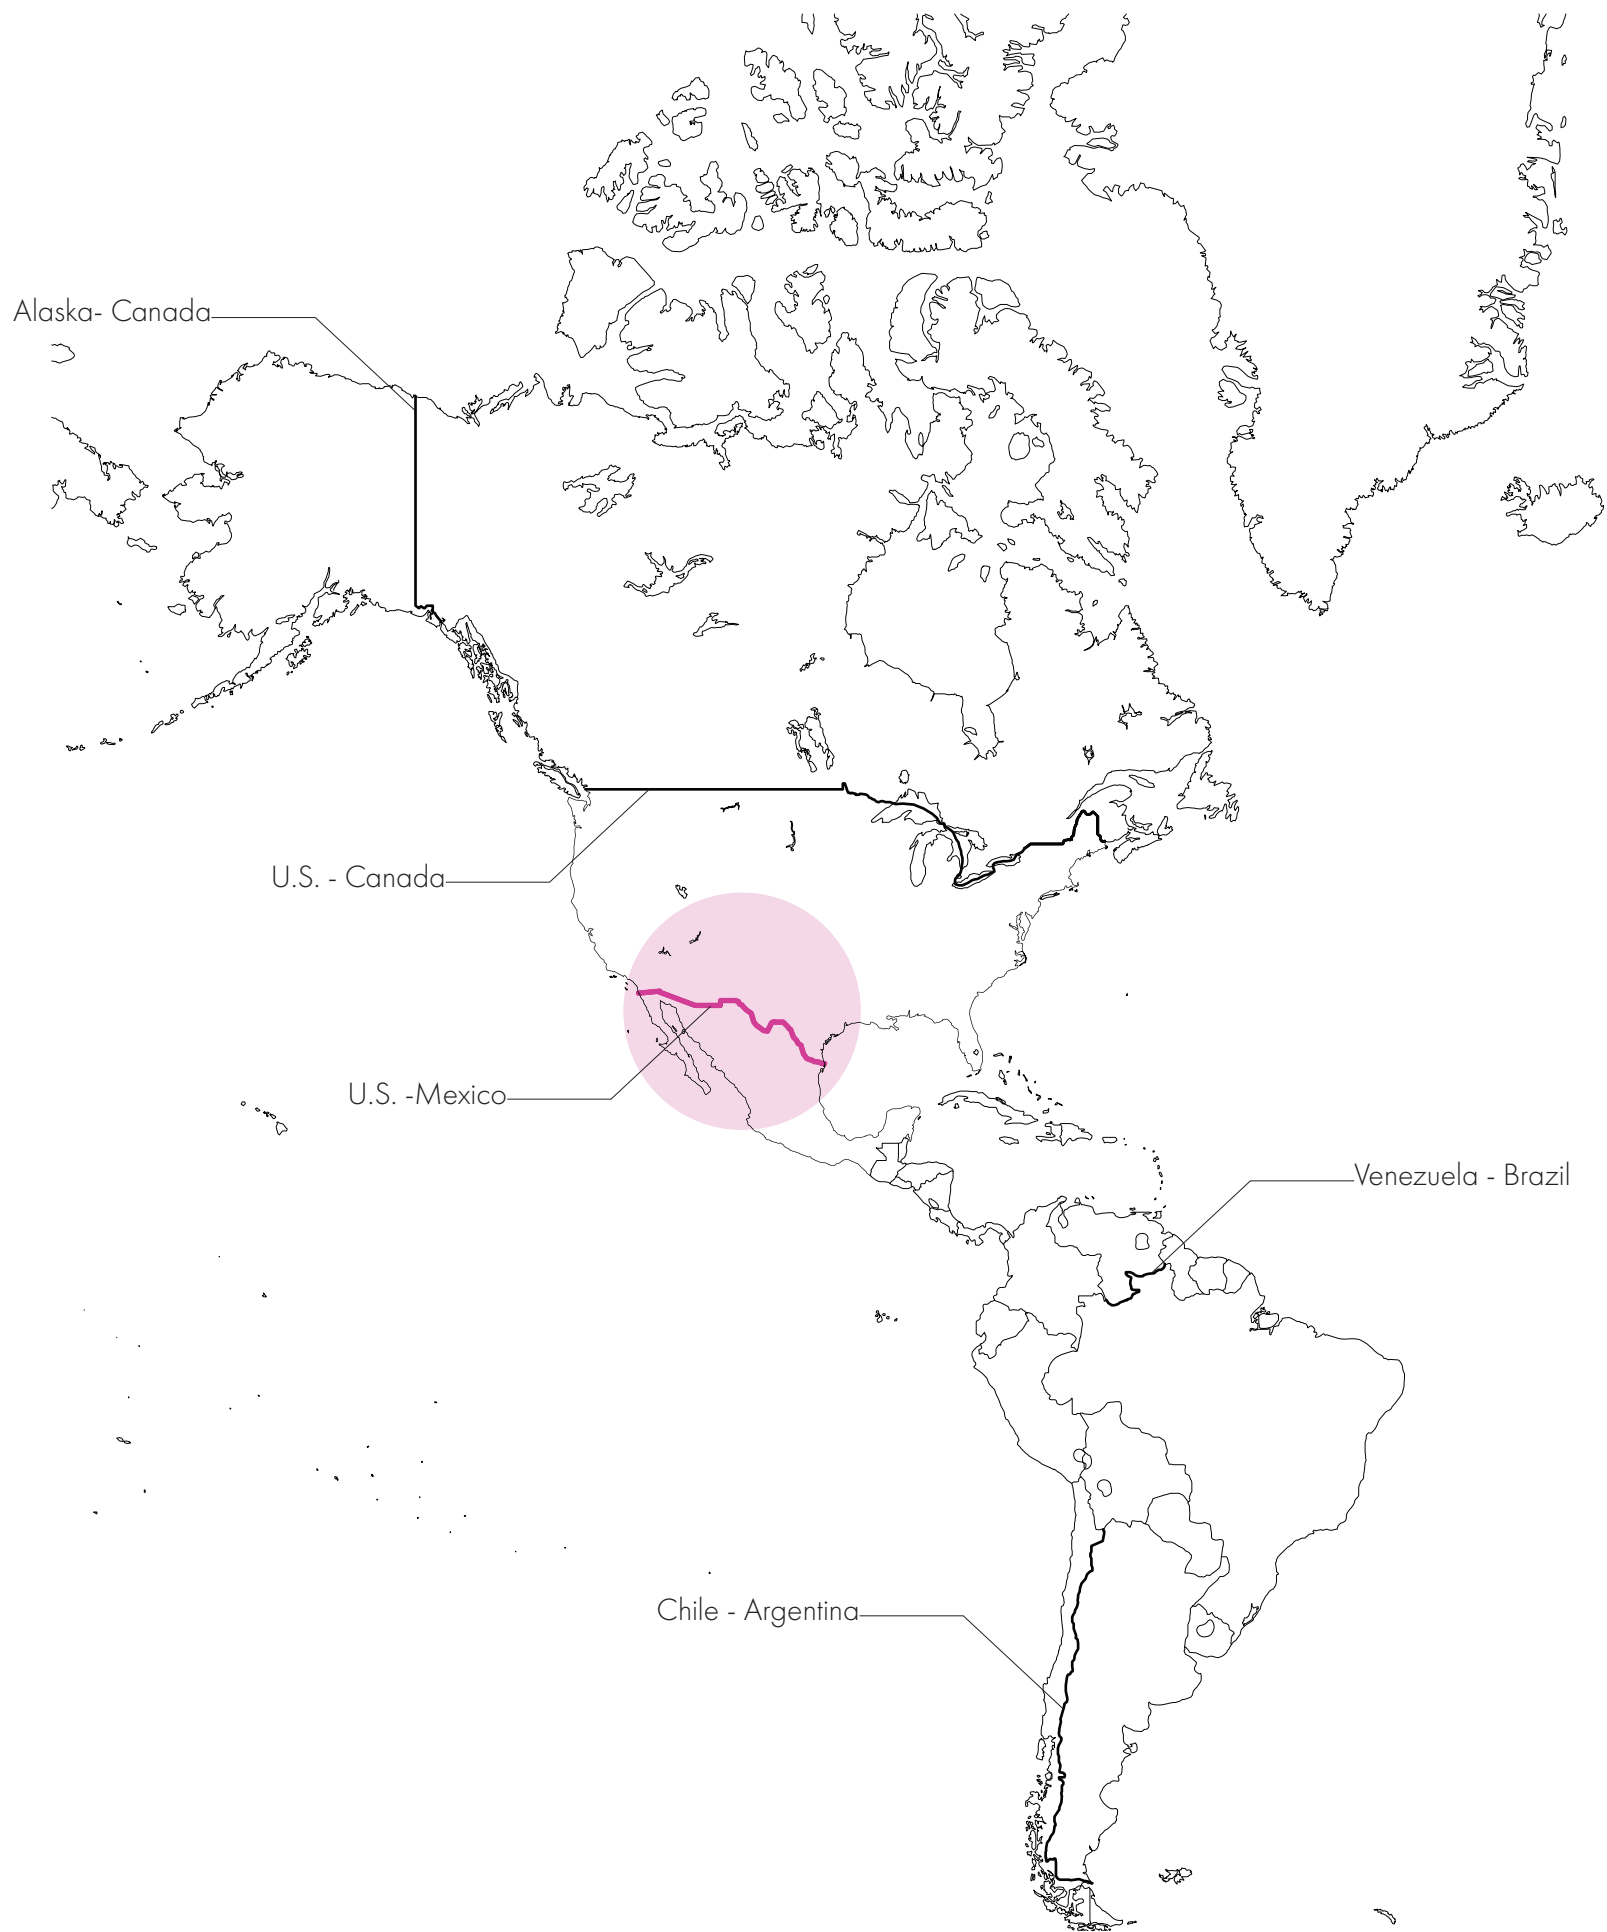 Alaska- Canada
U.S. - Canada
U.S. -Mexico
Venezuela - Brazil
Chile - Argentina